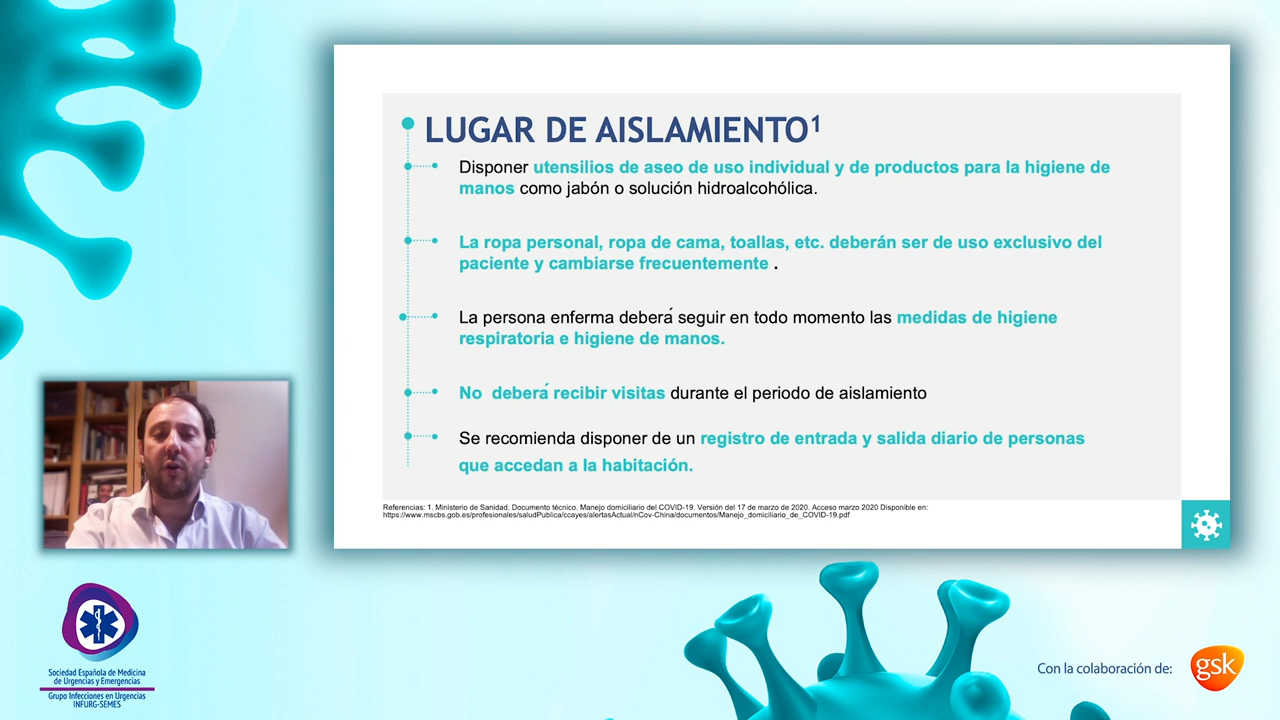 LUGAR DE AISLAMIENTO¹
Disponer utensilios de aseo de uso individual y de productos para la higiene de
manos como jabón o solución hidroalcohólica.
La ropa personal, ropa de cama, toallas, etc. deberán ser de uso exclusivo del
paciente y cambiarse frecuentemente .
La persona enferma deberá seguir en todo momento las medidas de higiene
respiratoria e higiene de manos.
No deberá recibir visitas durante el periodo de aislamiento
Se recomienda disponer de un registro de entrada y salida diario de personas
que accedan a la habitación.
Referencias: 1. Ministerio de Sanidad. Documento técnico. Manejo domiciliario del COVID-19. Versión del 17 de marzo de 2020. Acceso marzo 2020 Disponible en:
https://www.mscbs.gob.es/profesionales/saludPublica/ccayes/alertasActual/nCov-China/documentos/Manejo_domiciliario_de_COVID-19.pdf
Sociedad Española de Medicina
de Urgencias y Emergencias
Grupo Infecciones en Urgencias
INFURG-SEMES
Con la colaboración de:
gsk